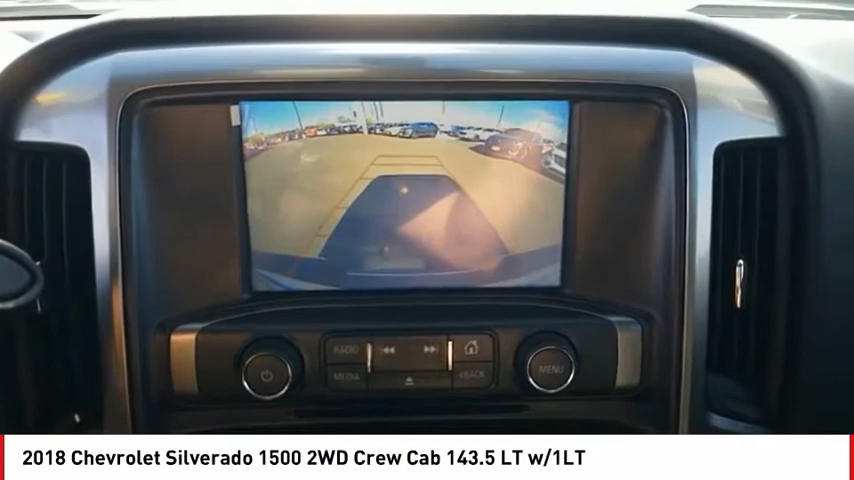 RADIO
MEDIA
BACK
MENU
2018 Chevrolet Silverado 1500 2WD Crew Cab 143.5 LT w/1LT